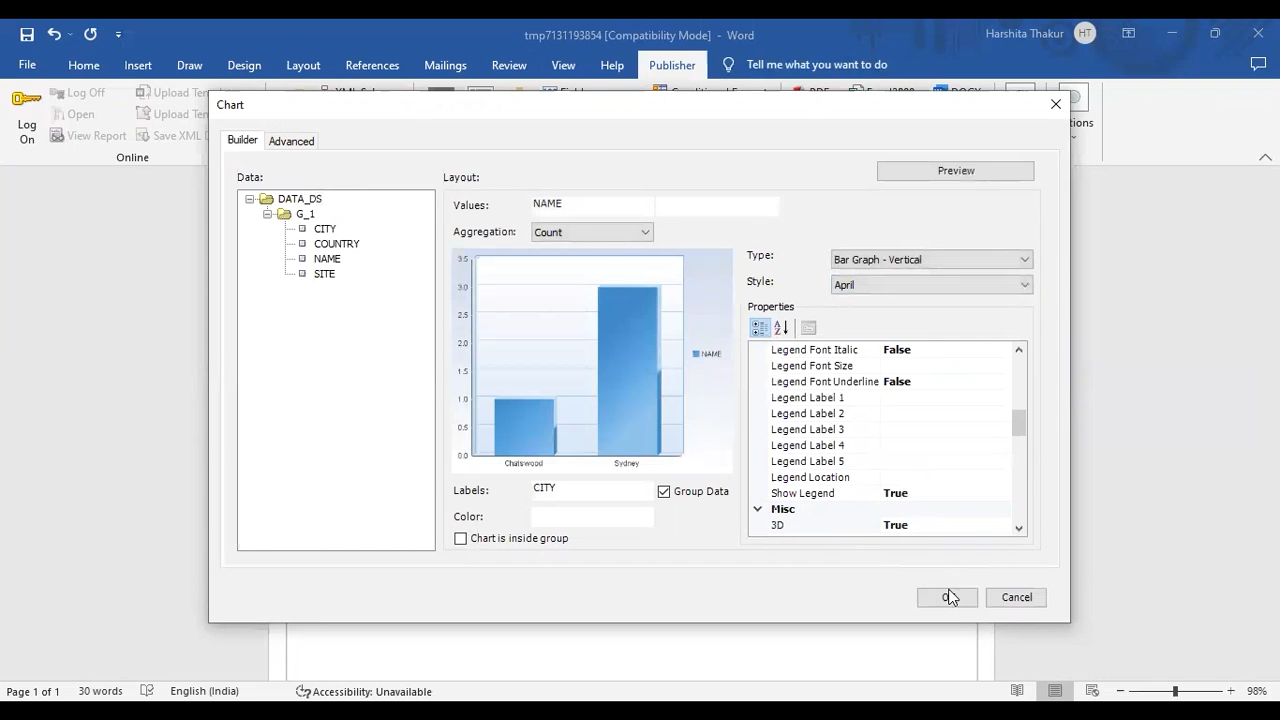 tmp7131193854 [Compatibility Mode] - Word
Harshita Thakur HT
File Home Insert Draw Design Layout References Mailings Review View Help Publisher Tell me what you want to do
Log On
Log Off
Open
View Report
Upload Tem
Upload Tem
Save XML
Online
Chart
Builder Advanced
Data:
DATA_DS
G_1
CITY
COUNTRY
NAME
SITE
Layout:
Preview
Values: NAME
Aggregation: Count
3.5
3.0
2.5
2.0
1.5
1.0
0.5
0.0
Chatswood Sydney
NAME
Type: Bar Graph - Vertical
Style: April
Properties
Legend Font Italic False
Legend Font Size
Legend Font Underline False
Legend Label 1
Legend Label 2
Legend Label 3
Legend Label 4
Legend Label 5
Legend Location
Show Legend True
Misc
3D True
Labels: CITY
Group Data
Color:
Chart is inside group
Cancel
Page 1 of 1 30 words English (India) Accessibility: Unavailable 98%